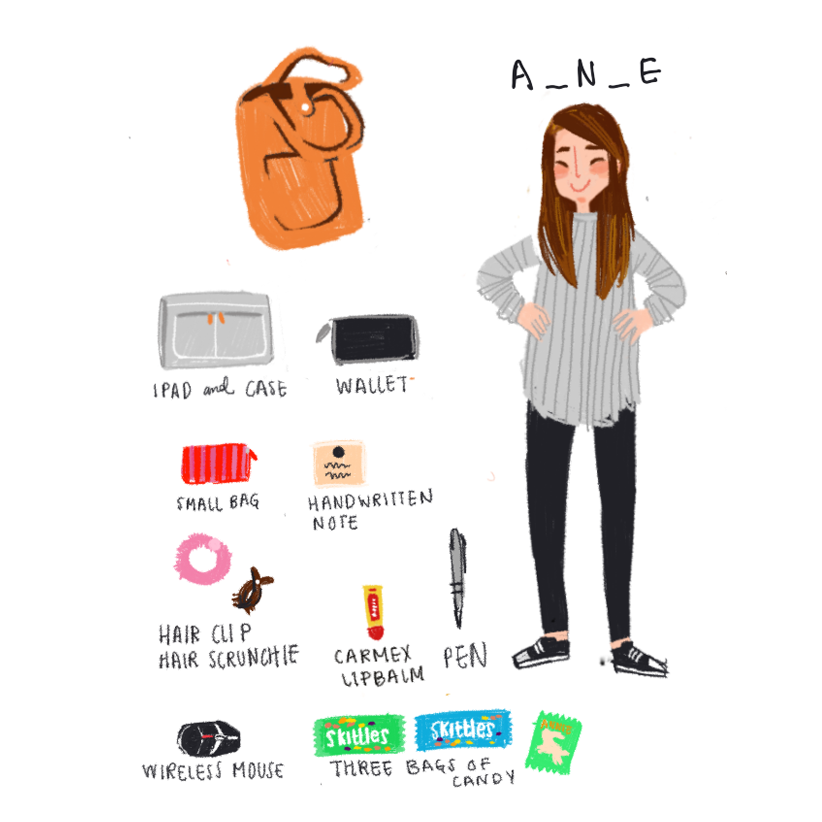 A_N_E
IPAD and CASE
WALLET
SMALL BAG
HANDWRITTEN
NOTE
HAIR CLIP
HAIR SCRUNCHIE
CARMEX
LIPBALM
PEN
Skittles
Skittles
WIRELESS MOUSE
THREE BAGS OF
CANDY